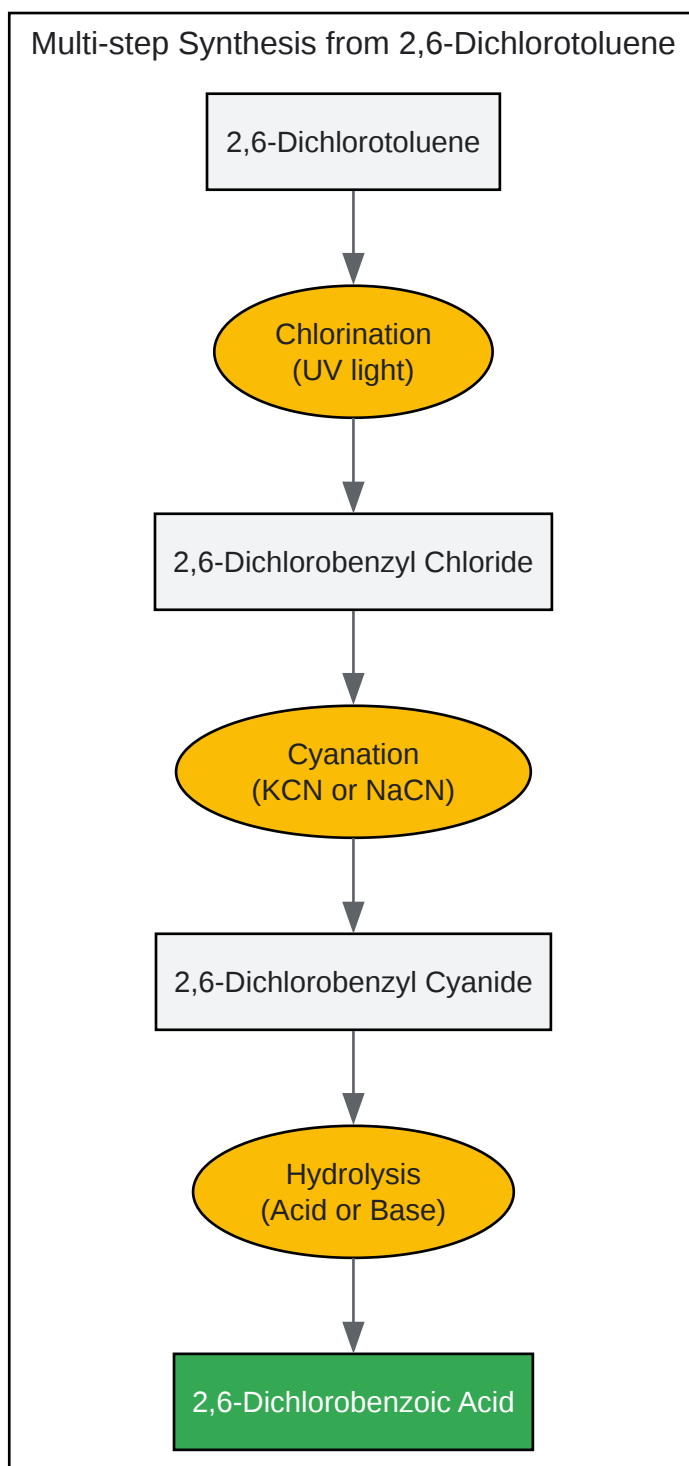 Multi-step Synthesis from 2,6-Dichlorotoluene
2,6-Dichlorotoluene
Chlorination
(UV light)
2,6-Dichlorobenzyl Chloride
Cyanation
(KCN or NaCN)
2,6-Dichlorobenzyl Cyanide
Hydrolysis
(Acid or Base)
2,6-Dichlorobenzoic Acid